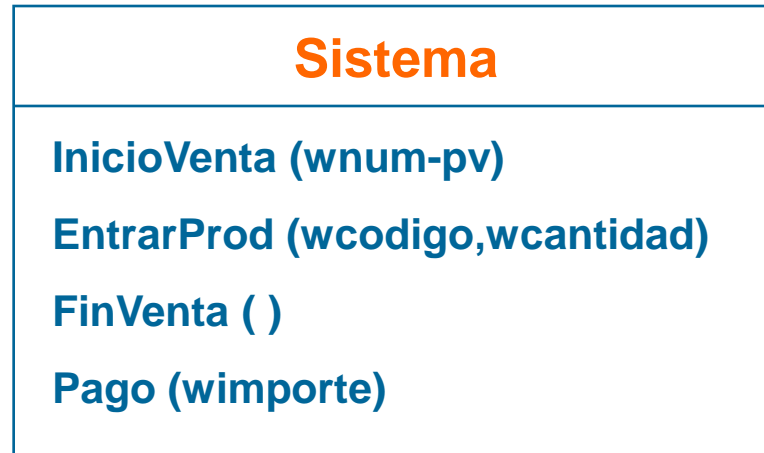 Sistema
InicioVenta (wnum-pv)
EntrarProd (wcodigo,wcantidad)
FinVenta ( )
Pago (wimporte)